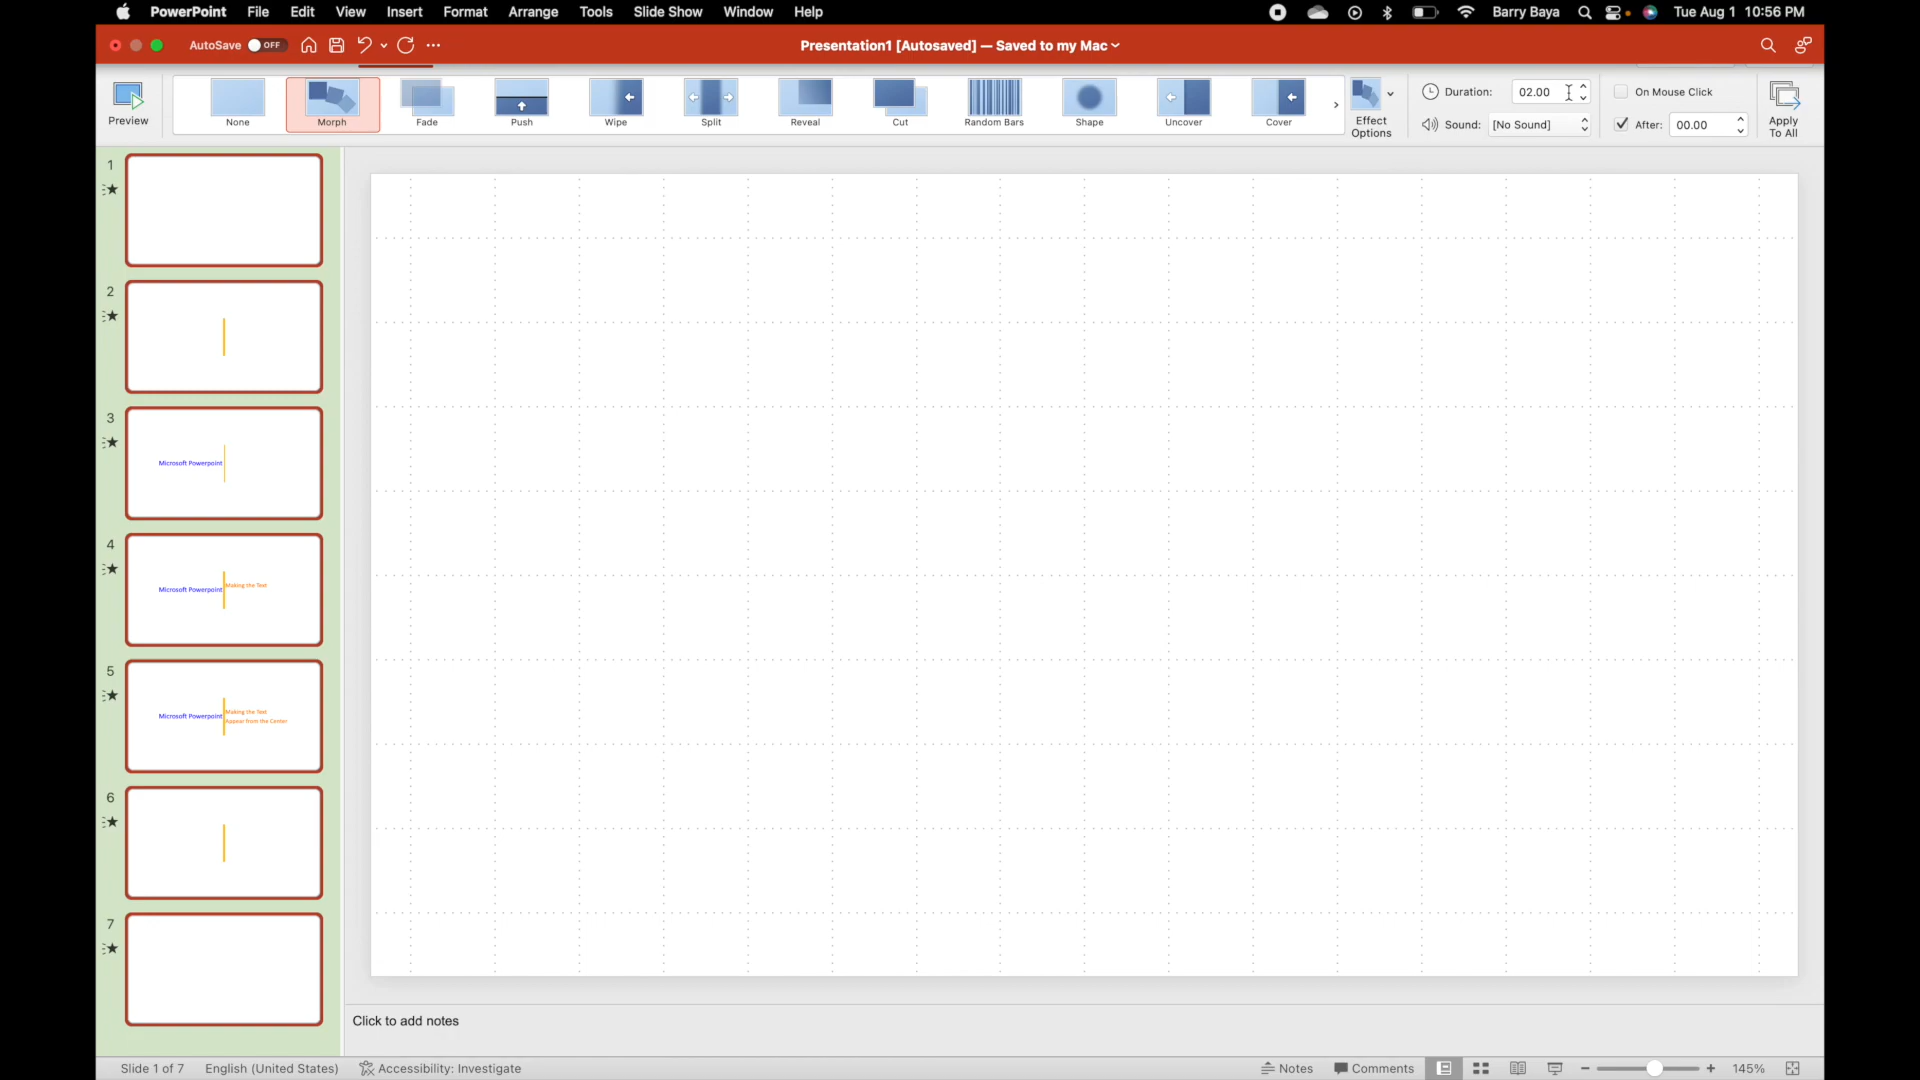 PowerPoint File Edit View Insert Format Arrange Tools Slide Show Window Help Barry Baya Tue Aug 1 10:56 PM
AutoSave OFF Presentation1 [Autosaved] — Saved to my Mac
Preview
None Morph Fade Push Wipe Split Reveal Cut Random Bars Shape Uncover Cover
Effect
Options
Duration: 02.00
Sound: [No Sound]
On Mouse Click
After: 00.00
Apply
To All
1
2
3
Microsoft Powerpoint
4
Microsoft Powerpoint
Making the Text
5
Microsoft Powerpoint
Making the Text
Appear from the Center
6
7
Click to add notes
Slide 1 of 7 English (United States) Accessibility: Investigate Notes Comments 145%